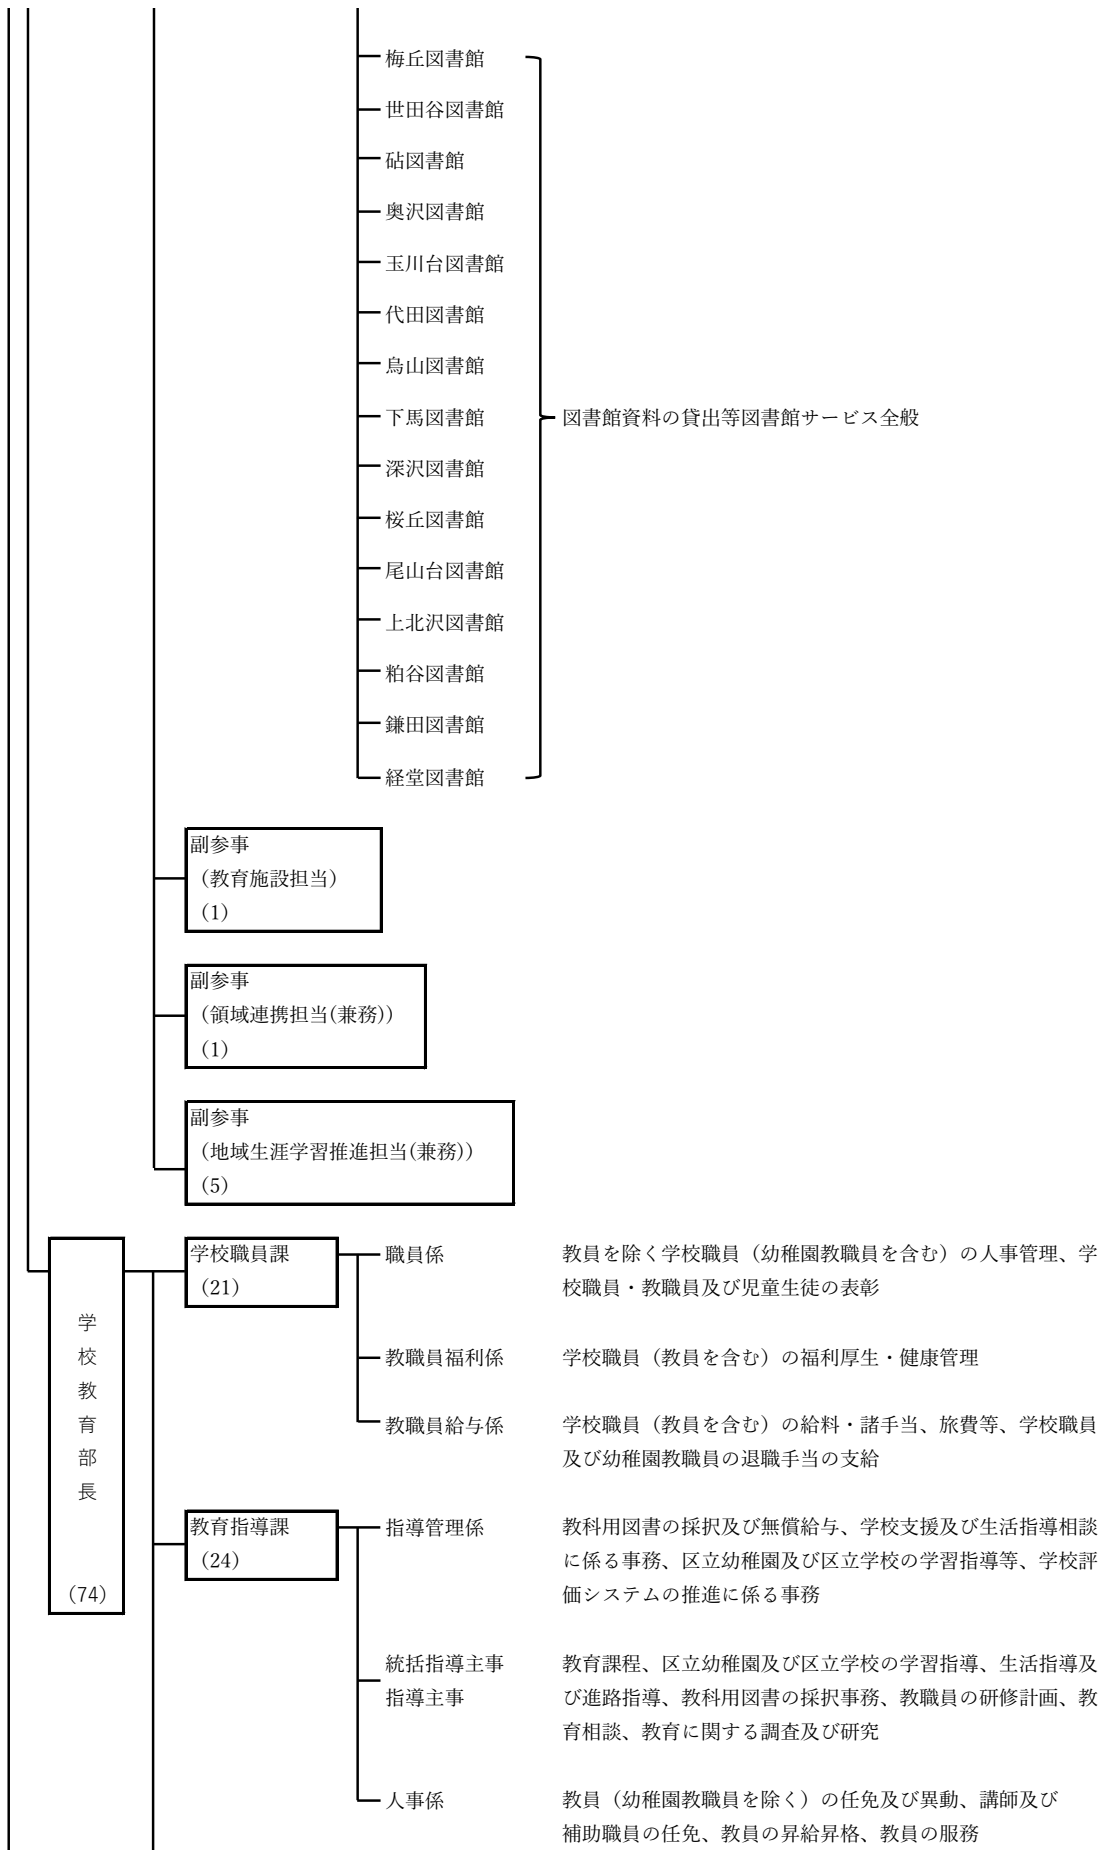 梅丘図書館
世田谷図書館
砧図書館
奥沢図書館
玉川台図書館
代田図書館
烏山図書館
下馬図書館
図書館資料の貸出等図書館サービス全般
深沢図書館
桜丘図書館
尾山台図書館
上北沢図書館
粕谷図書館
鎌田図書館
経堂図書館
副参事
（教育施設担当）
（1）
副参事
（領域連携担当(兼務)）
（1）
副参事
（地域生涯学習推進担当(兼務)）
（5）
学校教育部長
（74）
学校職員課
（21）
職員係
教員を除く学校職員（幼稚園教職員を含む）の人事管理、学
校職員・教職員及び児童生徒の表彰
教職員福利係
学校職員（教員を含む）の福利厚生・健康管理
教職員給与係
学校職員（教員を含む）の給料・諸手当、旅費等、学校職員
及び幼稚園教職員の退職手当の支給
教育指導課
（24）
指導管理係
教科用図書の採択及び無償給与、学校支援及び生活指導相談
に係る事務、区立幼稚園及び区立学校の学習指導等、学校評
価システムの推進に係る事務
統括指導主事
指導主事
教育課程、区立幼稚園及び区立学校の学習指導、生活指導及
び進路指導、教科用図書の採択事務、教職員の研修計画、教
育相談、教育に関する調査及び研究
人事係
教員（幼稚園教職員を除く）の任免及び異動、講師及び
補助職員の任免、教員の昇給昇格、教員の服務